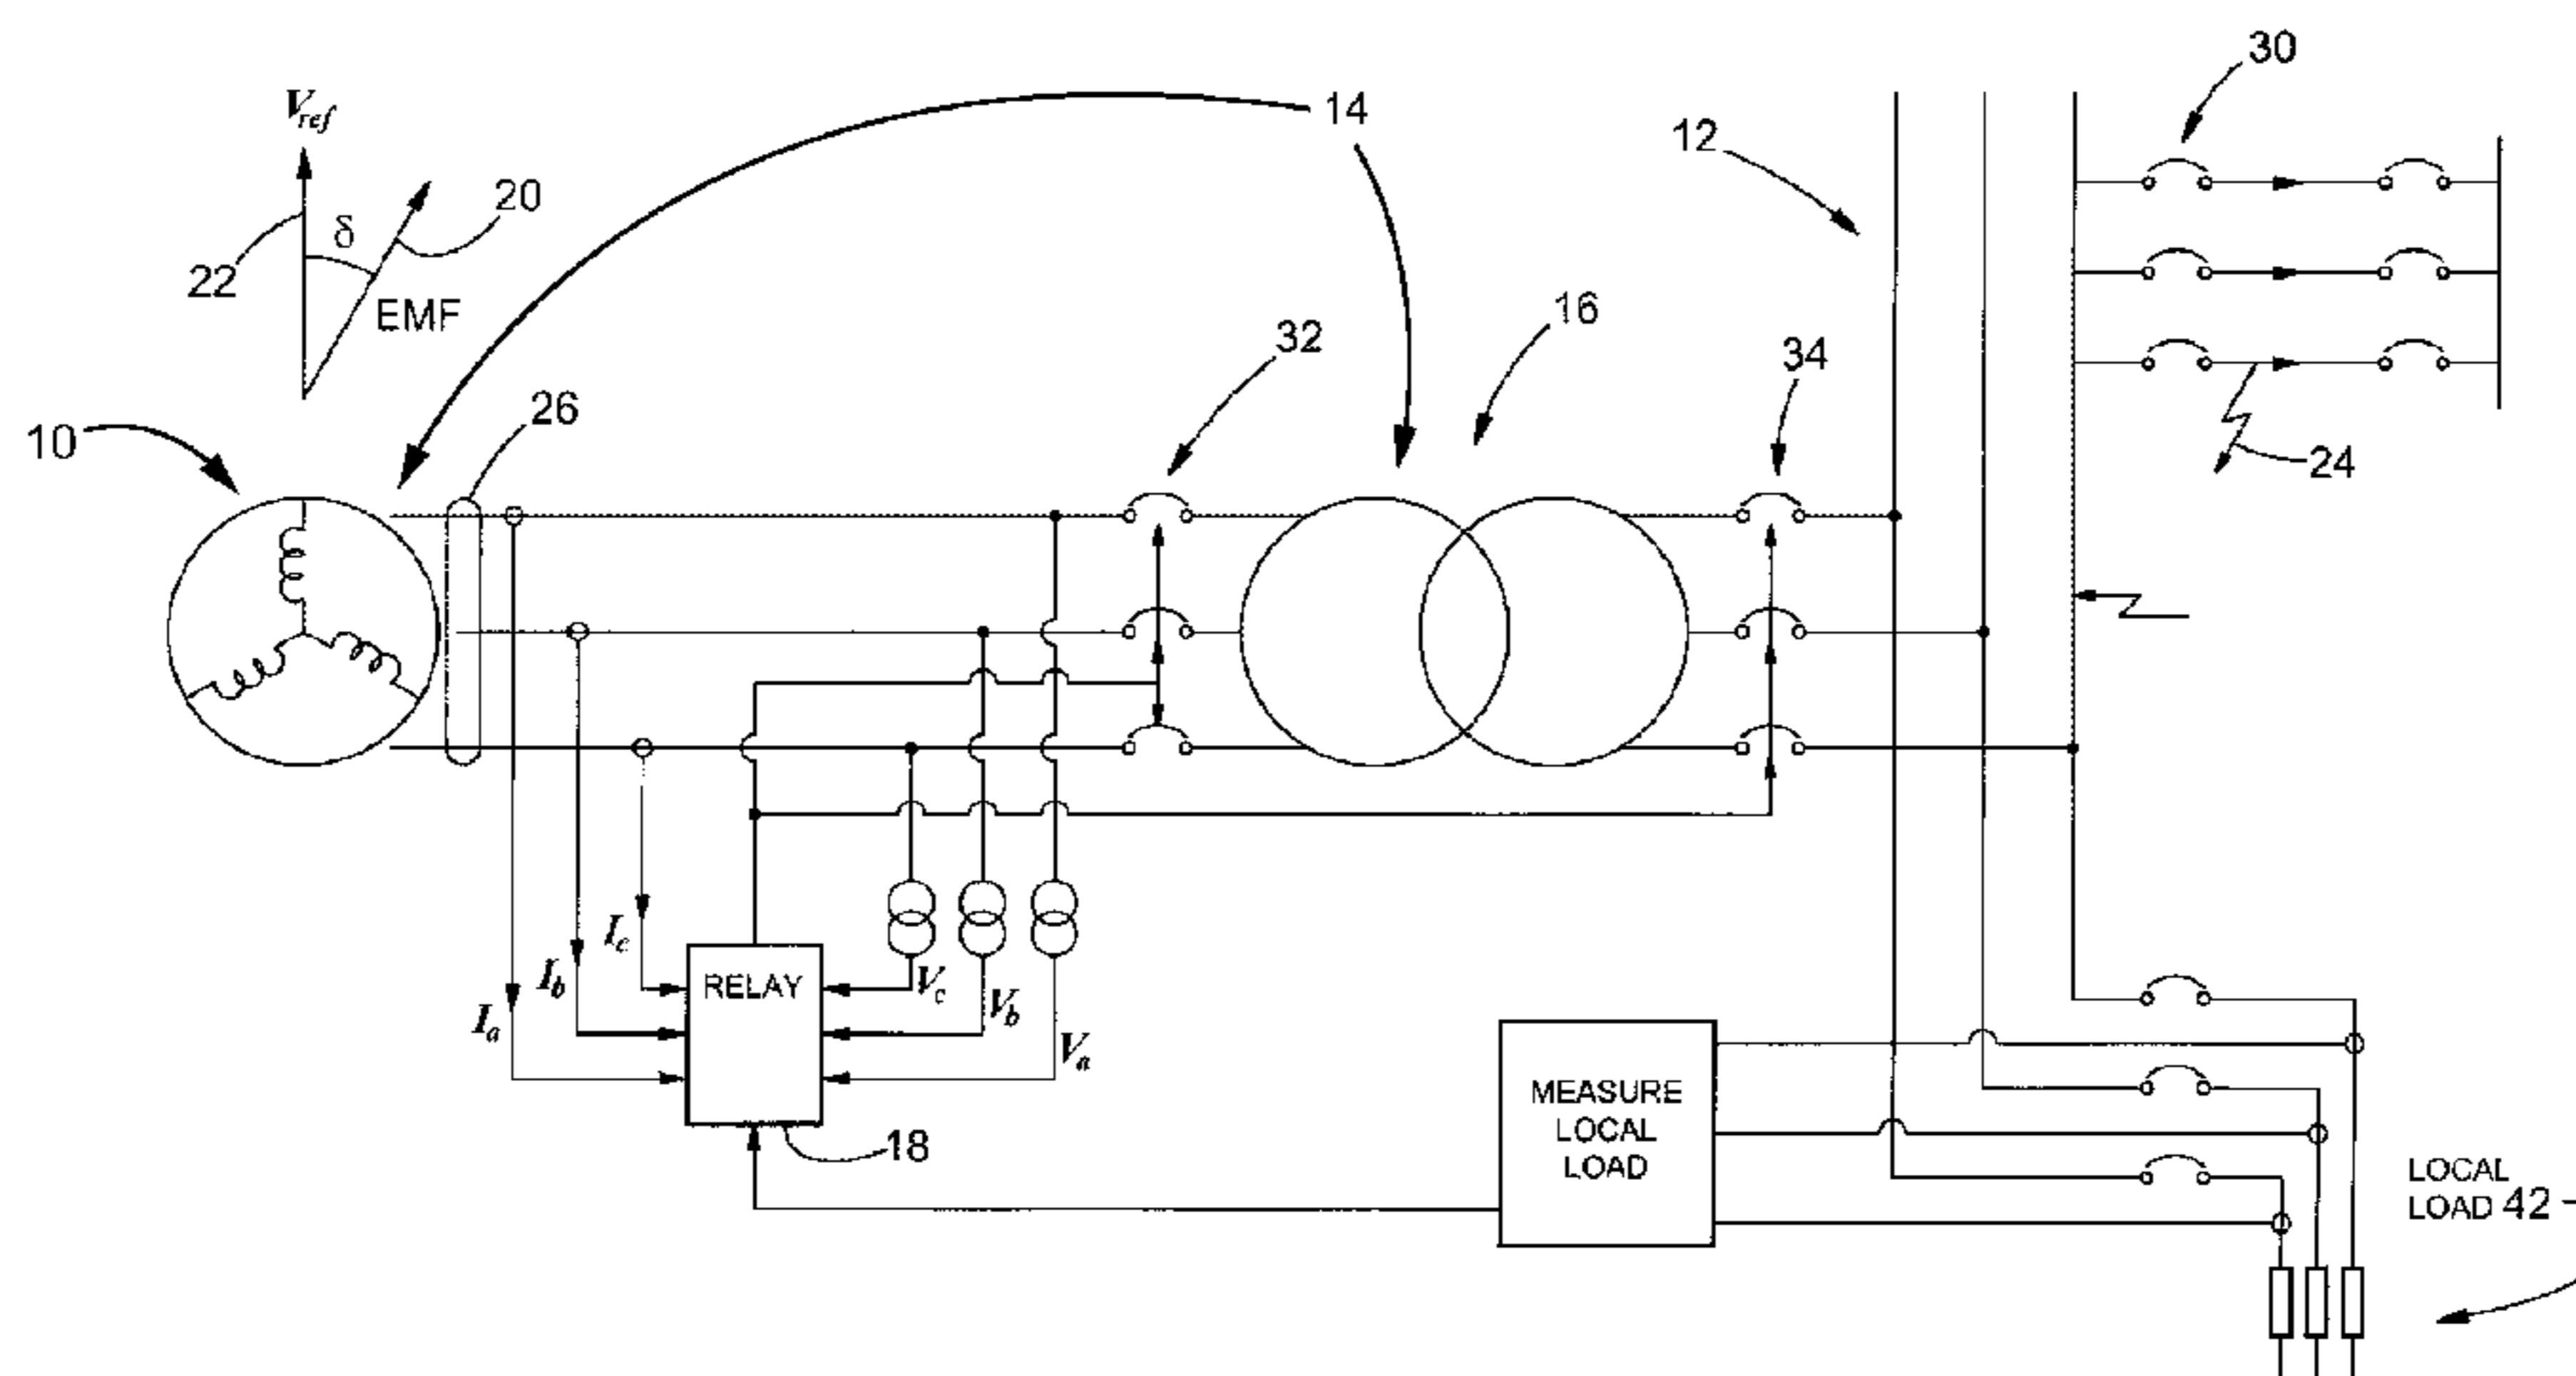 30
V_ref
14
12
20
δ
22
EMF
16
32
34
26
10
24
I_c
RELAY
V_c
I_b
V_b
I_a
V_a
MEASURE
LOCAL
LOAD
18
LOCAL
LOAD 42